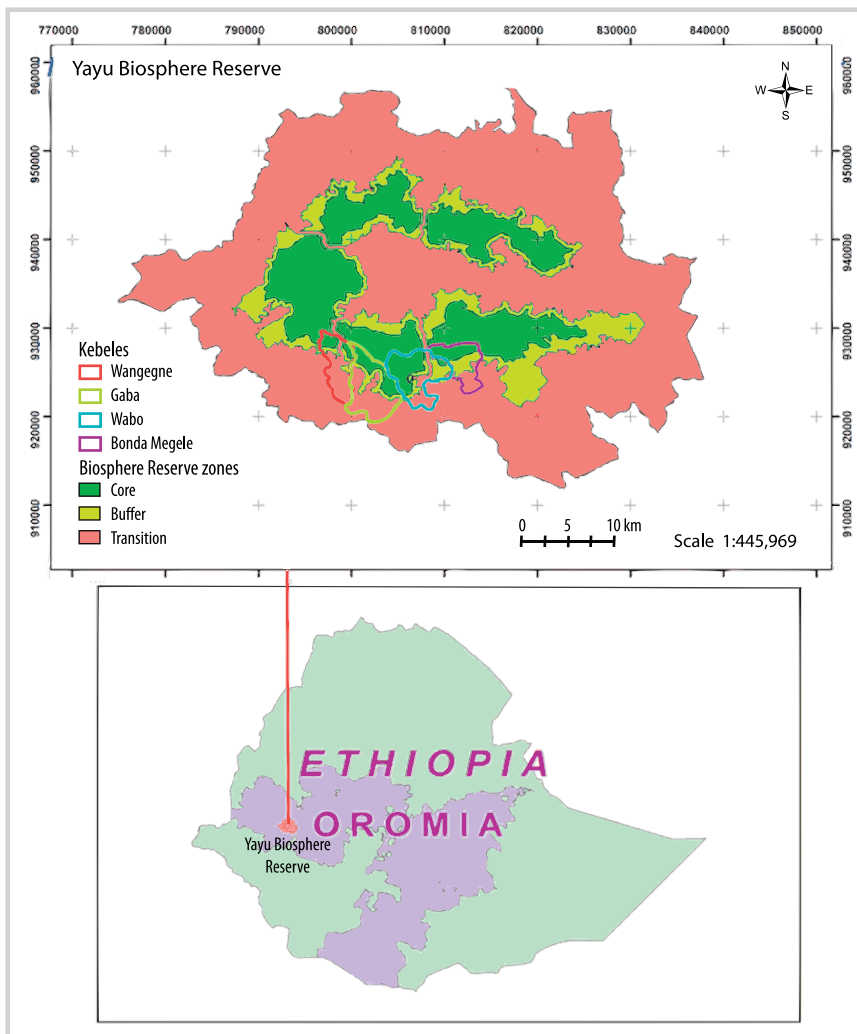 770000 780000 790000 800000 810000 820000 830000 840000 850000
Yayu Biosphere Reserve
N
W E
S
960000
950000 950000
940000 940000
930000 930000
920000 920000
910000 910000
Kebeles
Wangegne
Gaba
Wabo
Bonda Megele
Biosphere Reserve zones
Core
Buffer
Transition
0 5 10 km
Scale 1:445,969
ETHIOPIA
OROMIA
Yayu Biosphere
Reserve